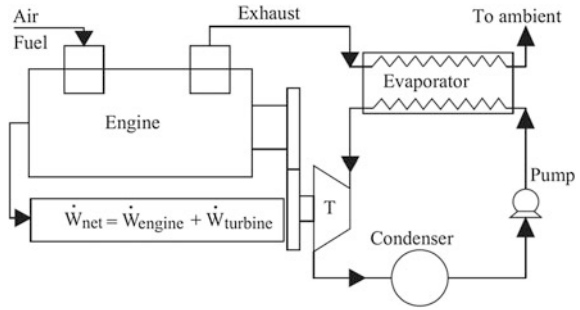 Air
Fuel
Exhaust
To ambient
Evaporator
Engine
Pump
Ẇnet = Ẇengine + Ẇturbine
T
Condenser